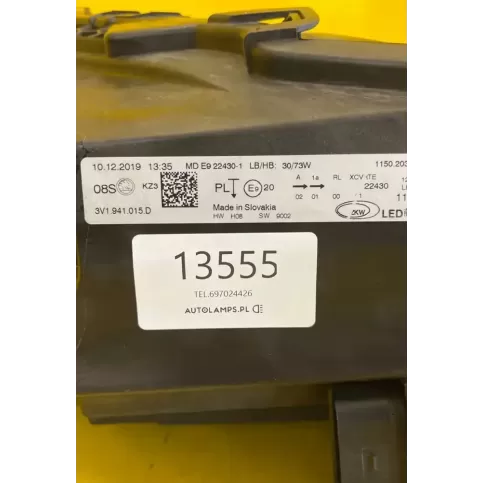 10.12.2019 13:35 MD E9 22430-1 LB/HB: 30/73W 1150.203
08S KZ3 PL E9 20 A 1a RL
02 01 00 22430
3V1.941.015.D Made in Slovakia
HW H08 SW 9002 LED
13555
TEL.697024426
AUTOLAMPS.PL